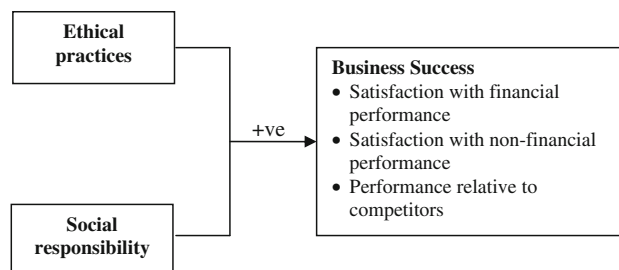 Ethical
practices
+ve
Business Success
• Satisfaction with financial
performance
• Satisfaction with non-financial
performance
• Performance relative to
competitors
Social
responsibility